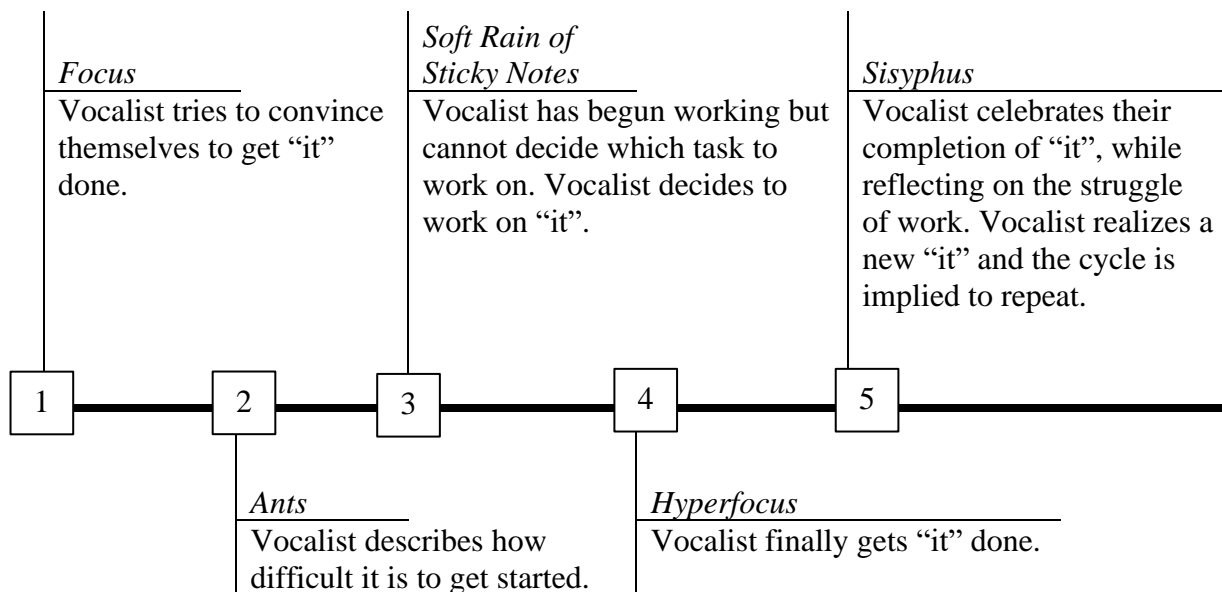 Focus
Vocalist tries to convince
themselves to get “it”
done.
Soft Rain of
Sticky Notes
Vocalist has begun working but
cannot decide which task to
work on. Vocalist decides to
work on “it”.
Sisyphus
Vocalist celebrates their
completion of “it”, while
reflecting on the struggle
of work. Vocalist realizes a
new “it” and the cycle is
implied to repeat.
1
2
3
4
5
Ants
Vocalist describes how
difficult it is to get started.
Hyperfocus
Vocalist finally gets “it” done.